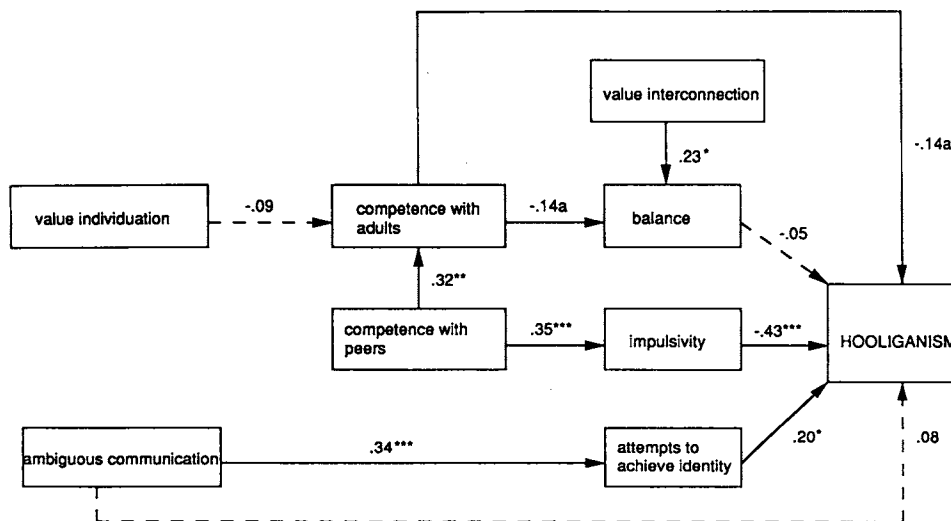 value interconnection
-.14a
.23*
value individuation
-.09
competence with
adults
-.14a
balance
-.05
.32**
competence with
peers
.35***
impulsivity
-.43***
HOOLIGANISM
ambiguous communication
.34***
attempts to
achieve identity
.20*
.08